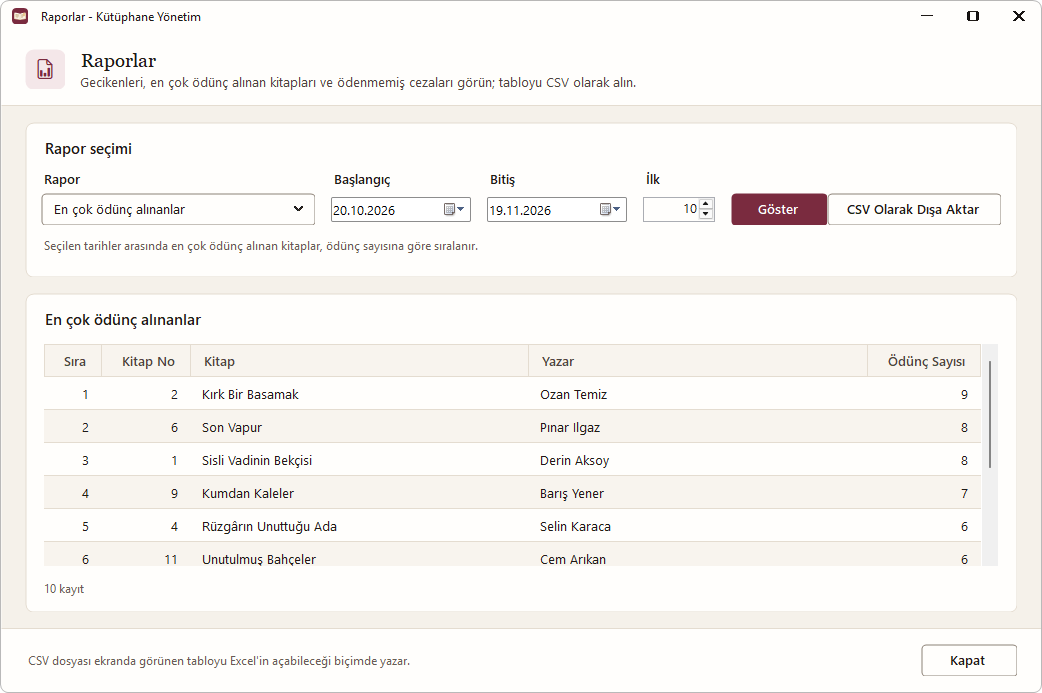 Raporlar - Kütüphane Yönetim
Raporlar
Gecikenleri, en çok ödünç alınan kitapları ve ödenmemiş cezaları görün; tabloyu CSV olarak alın.
Rapor seçimi
Rapor Başlangıç Bitiş İlk
En çok ödünç alınanlar 20.10.2026 19.11.2026 10 Göster CSV Olarak Dışa Aktar
Seçilen tarihler arasında en çok ödünç alınan kitaplar, ödünç sayısına göre sıralanır.
En çok ödünç alınanlar
Sıra Kitap No Kitap Yazar Ödünç Sayısı
1 2 Kırk Bir Basamak Ozan Temiz 9
2 6 Son Vapur Pınar Ilgaz 8
3 1 Sisli Vadinin Bekçisi Derin Aksoy 8
4 9 Kumdan Kaleler Barış Yener 7
5 4 Rüzgârın Unuttuğu Ada Selin Karaca 6
6 11 Unutulmuş Bahçeler Cem Arıkan 6
10 kayıt
CSV dosyası ekranda görünen tabloyu Excel'in açabileceği biçimde yazar.
Kapat